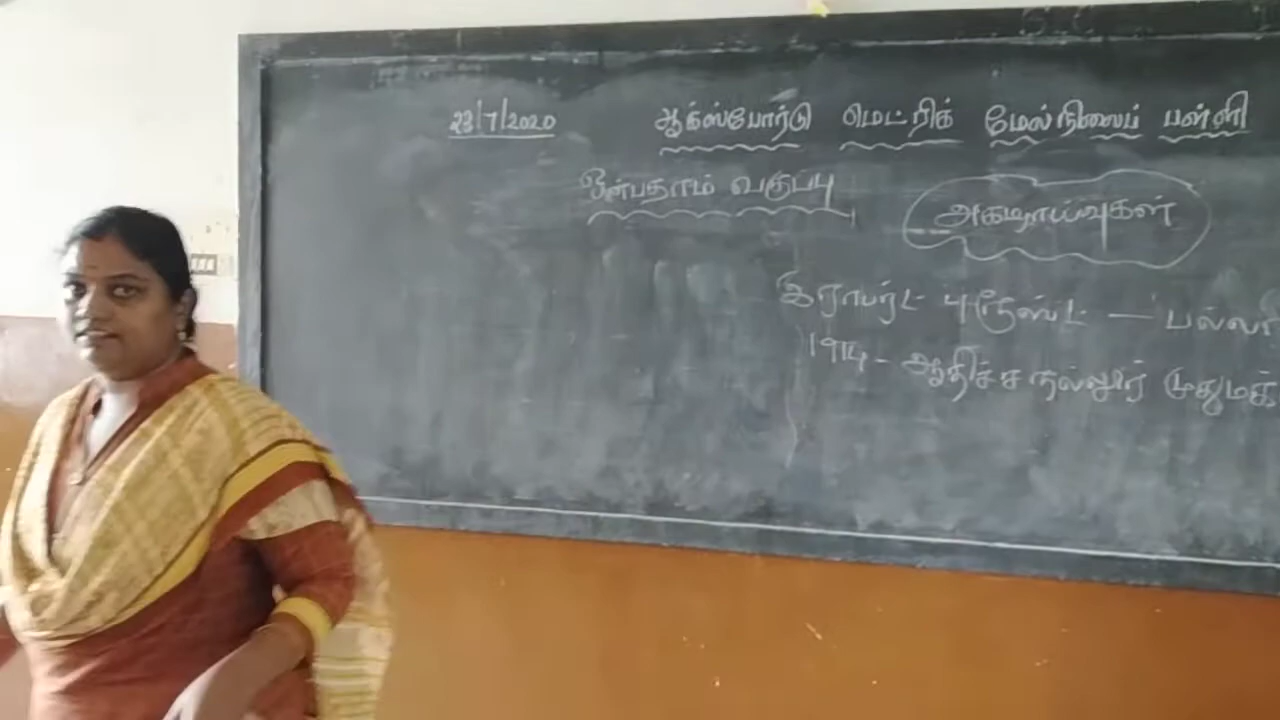 23/7/2020 ஆக்ஸ்போர்டு மெட்ரிக் மேல்நிலைப் பள்ளி
ஒன்பதாம் வகுப்பு
அகழாய்வுகள்
இராபர்ட் புரூஸ்ட் — பல்லா
1914 - ஆதிச்சநல்லூர் முதுமக்